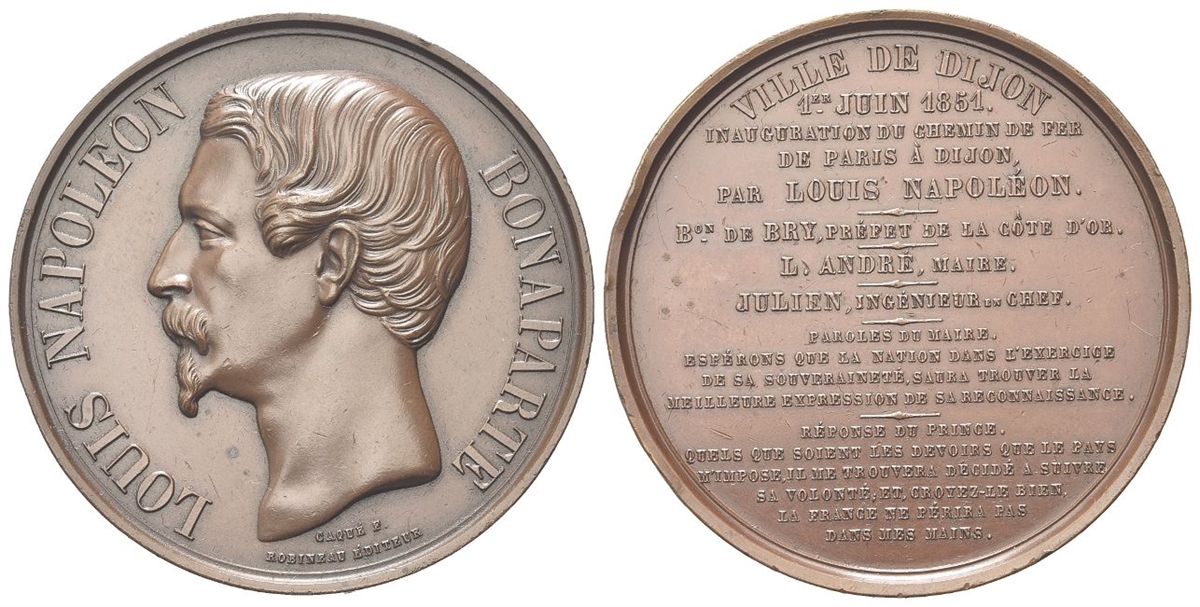 LOUIS NAPOLEON BONAPARTE
CAQUÉ F.
ROBINEAU ÉDITEUR
VILLE DE DIJON
1ER JUIN 1851.
INAUGURATION DU CHEMIN DE FER
DE PARIS À DIJON,
PAR LOUIS NAPOLÉON.
BON DE BRY, PRÉFET DE LA CÔTE D'OR.
L. ANDRÉ, MAIRE.
JULIEN, INGÉNIEUR EN CHEF.
PAROLES DU MAIRE.
ESPÉRONS QUE LA NATION DANS L'EXERCICE
DE SA SOUVERAINETÉ, SAURA TROUVER LA
MEILLEURE EXPRESSION DE SA RECONNAISSANCE.
RÉPONSE DU PRINCE.
QUELS QUE SOIENT LES DEVOIRS QUE LE PAYS
M'IMPOSE, IL ME TROUVERA DÉCIDÉ A SUIVRE
SA VOLONTÉ, ET, CROYEZ-LE BIEN,
LA FRANCE NE PÉRIRA PAS
DANS MES MAINS.